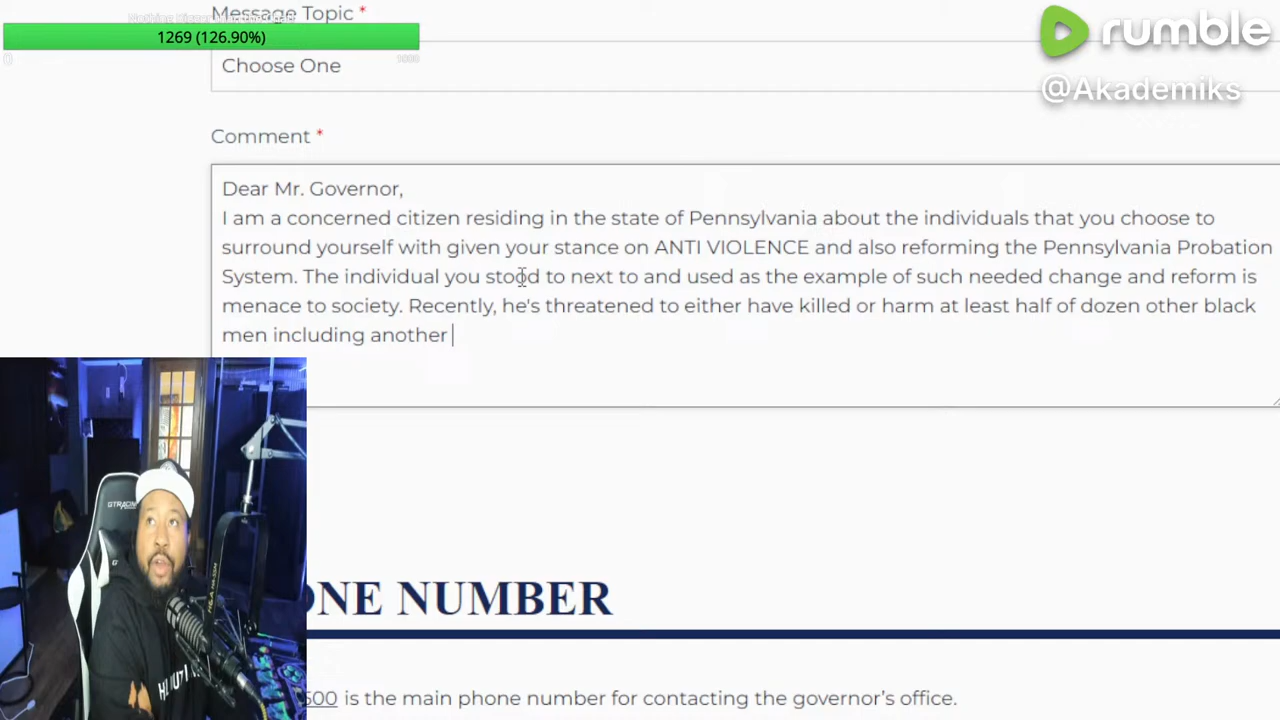 Message Topic *
1269 (126.90%)
0
1000
rumble
@Akademiks
Choose One
Comment *
Dear Mr. Governor,
I am a concerned citizen residing in the state of Pennsylvania about the individuals that you choose to
surround yourself with given your stance on ANTI VIOLENCE and also reforming the Pennsylvania Probation
System. The individual you stood to next to and used as the example of such needed change and reform is
menace to society. Recently, he's threatened to either have killed or harm at least half of dozen other black
men including another
ONE NUMBER
500 is the main phone number for contacting the governor's office.
GTRACING